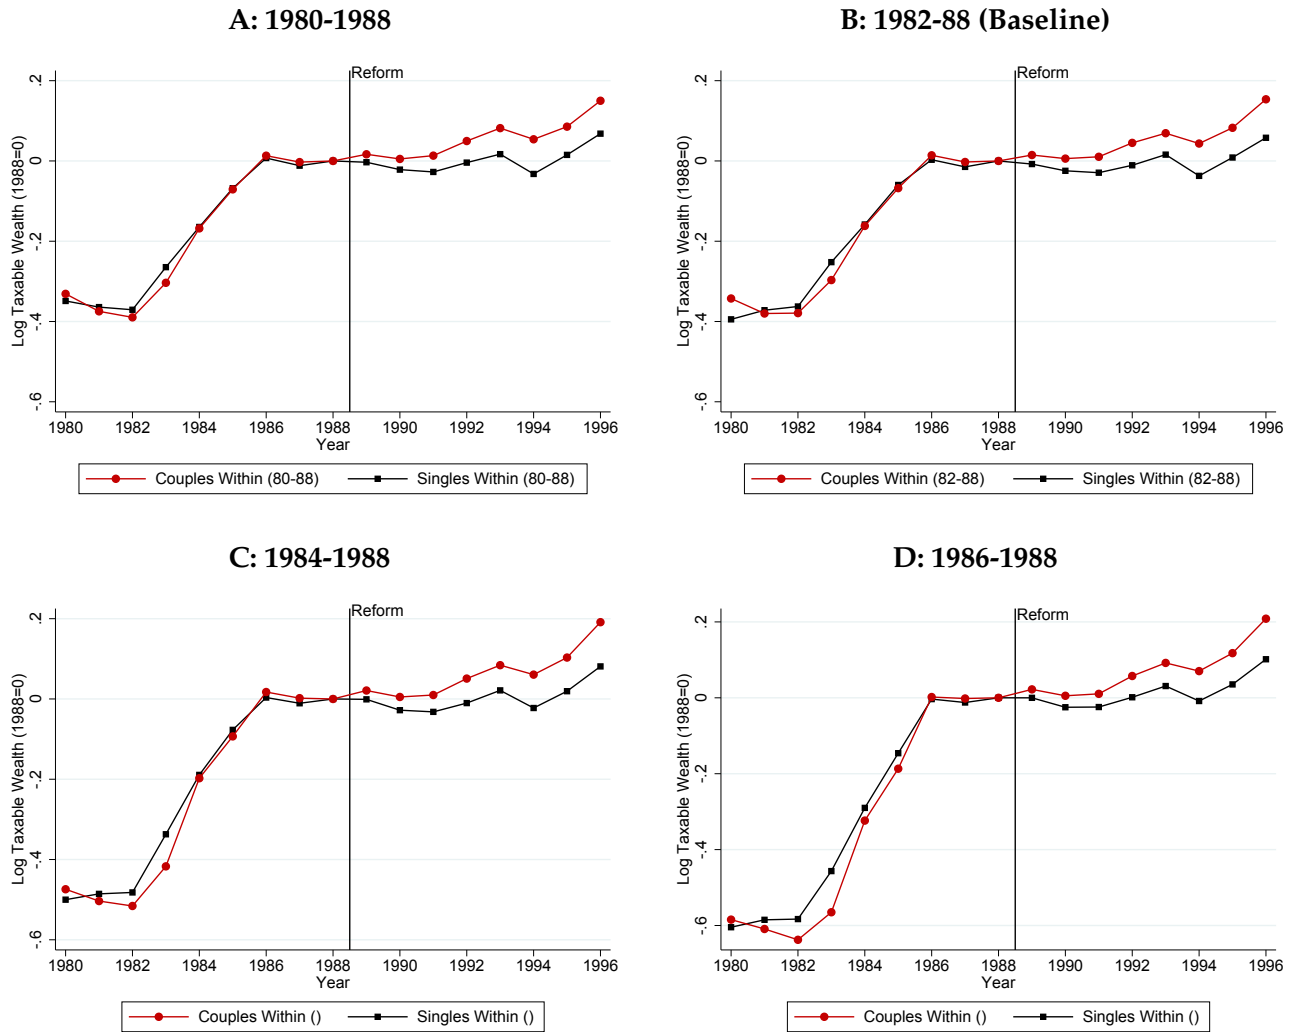 A: 1980-1988
Reform
Log Taxable Wealth (1988=0)
.2
0
-.2
-.4
-.6
1980 1982 1984 1986 1988 1990 1992 1994 1996
Year
Couples Within (80-88) Singles Within (80-88)
B: 1982-88 (Baseline)
Reform
Log Taxable Wealth (1988=0)
.2
0
-.2
-.4
-.6
1980 1982 1984 1986 1988 1990 1992 1994 1996
Year
Couples Within (82-88) Singles Within (82-88)
C: 1984-1988
Reform
Log Taxable Wealth (1988=0)
.2
0
-.2
-.4
-.6
1980 1982 1984 1986 1988 1990 1992 1994 1996
Year
Couples Within () Singles Within ()
D: 1986-1988
Reform
Log Taxable Wealth (1988=0)
.2
0
-.2
-.4
-.6
1980 1982 1984 1986 1988 1990 1992 1994 1996
Year
Couples Within () Singles Within ()